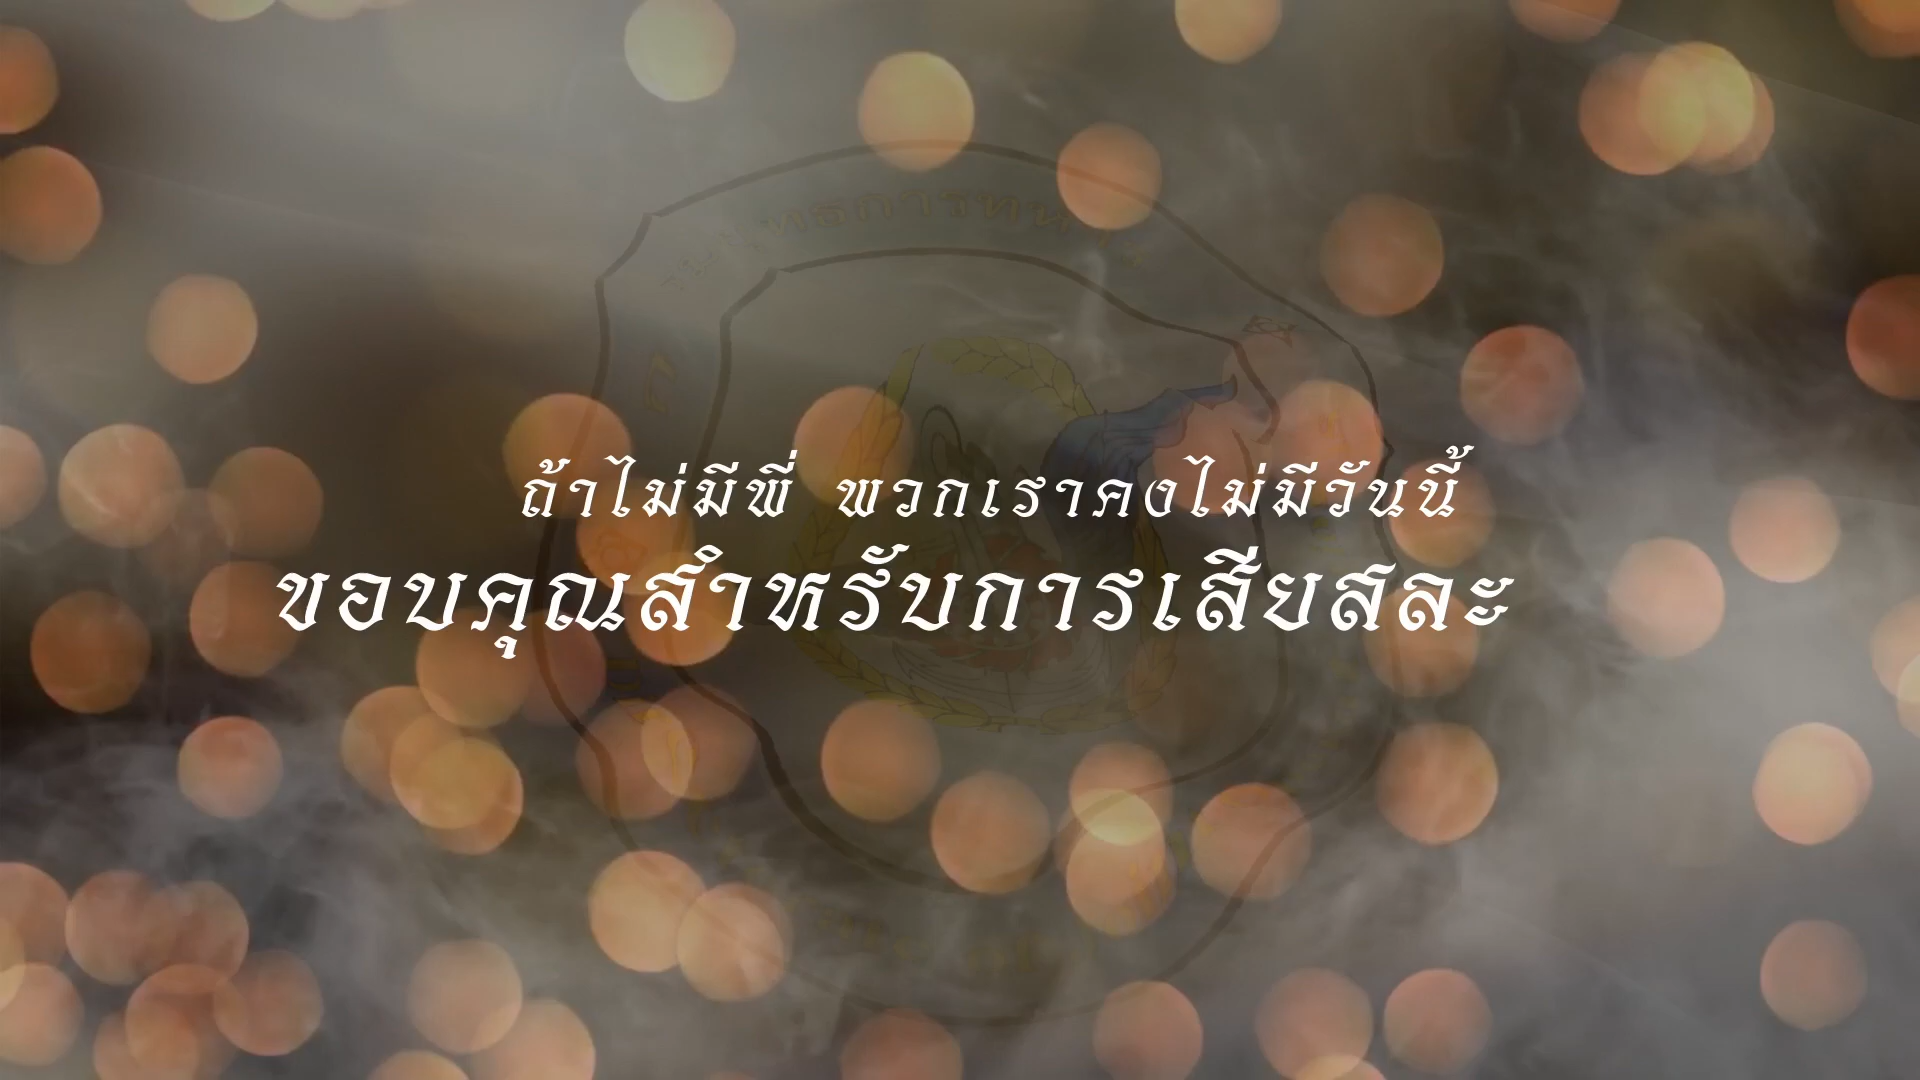 ถ้าไม่มีพี่ พวกเราคงไม่มีวันนี้
ขอบคุณสำหรับการเสียสละ